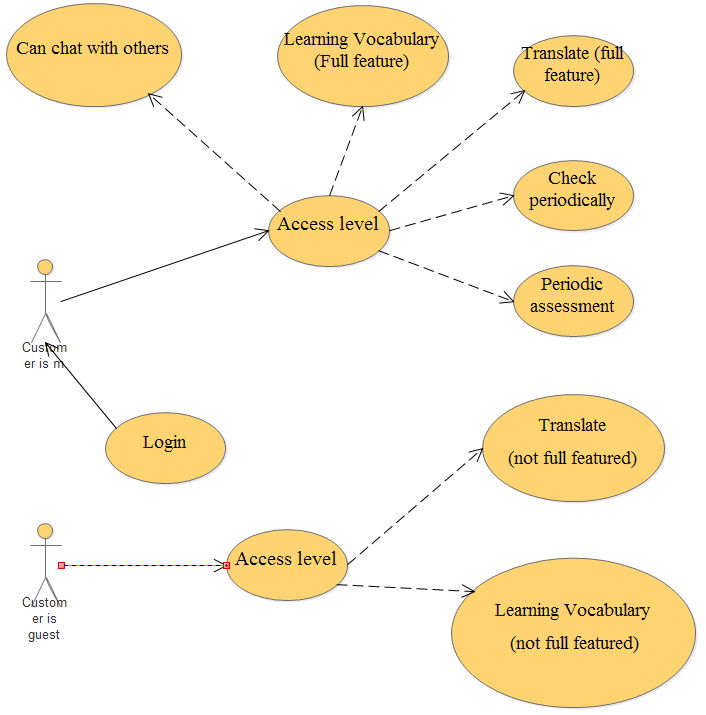 Can chat with others
Learning Vocabulary
(Full feature)
Translate (full
feature)
Check
periodically
Access level
Periodic
assessment
Custom
er is m
Login
Translate
(not full featured)
Access level
Custom
er is
guest
Learning Vocabulary
(not full featured)